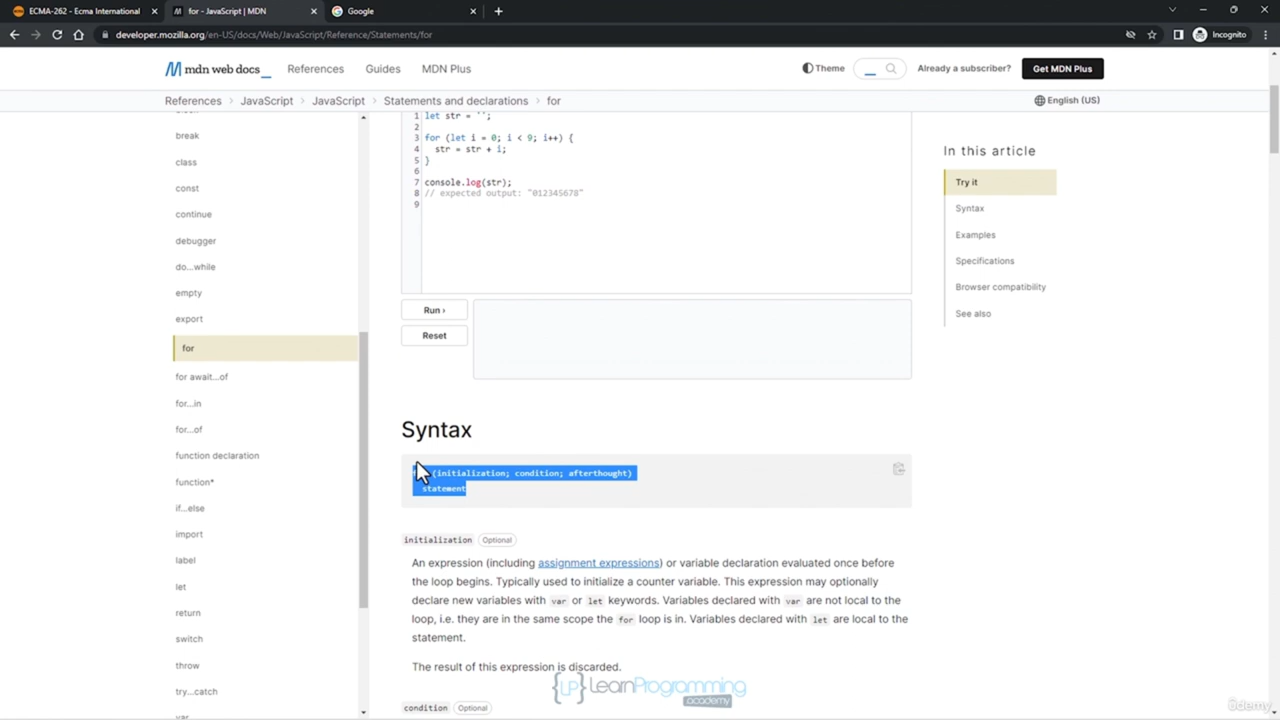 ECMA-262 - Ecma International
for - JavaScript | MDN
Google
developer.mozilla.org/en-US/docs/Web/JavaScript/Reference/Statements/for
Incognito
mdn web docs_
References
Guides
MDN Plus
Theme
Already a subscriber?
Get MDN Plus
References > JavaScript > JavaScript > Statements and declarations > for
English (US)
break
class
const
continue
debugger
do...while
empty
export
for
for await...of
for...in
for...of
function declaration
function*
if...else
import
label
let
return
switch
throw
try...catch
var
1 let str = '';
2
3 for (let i = 0; i < 9; i++) {
4 str = str + i;
5 }
6
7 console.log(str);
8 // expected output: "012345678"
9
Run ›
Reset
Syntax
(initialization; condition; afterthought)
statement
initialization Optional
An expression (including assignment expressions) or variable declaration evaluated once before
the loop begins. Typically used to initialize a counter variable. This expression may optionally
declare new variables with var or let keywords. Variables declared with var are not local to the
loop, i.e. they are in the same scope the for loop is in. Variables declared with let are local to the
statement.
The result of this expression is discarded.
condition Optional
In this article
Try it
Syntax
Examples
Specifications
Browser compatibility
See also
{LP} LearnProgramming
academy
ûdemy